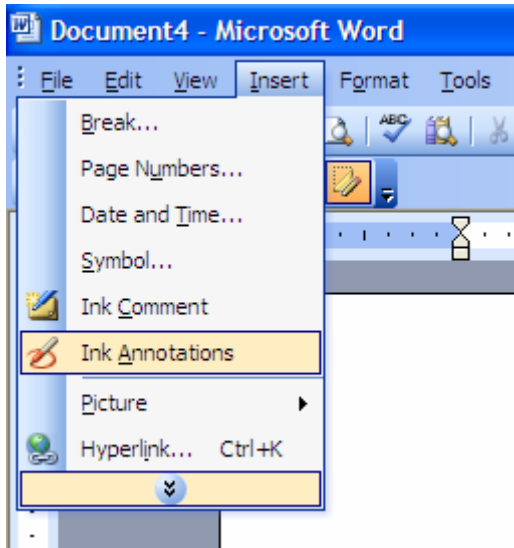 Document4 - Microsoft Word
File Edit View Insert Format Tools
ABC
Break...
Page Numbers...
Date and Time...
Symbol...
Ink Comment
Ink Annotations
Picture
Hyperlink... Ctrl+K